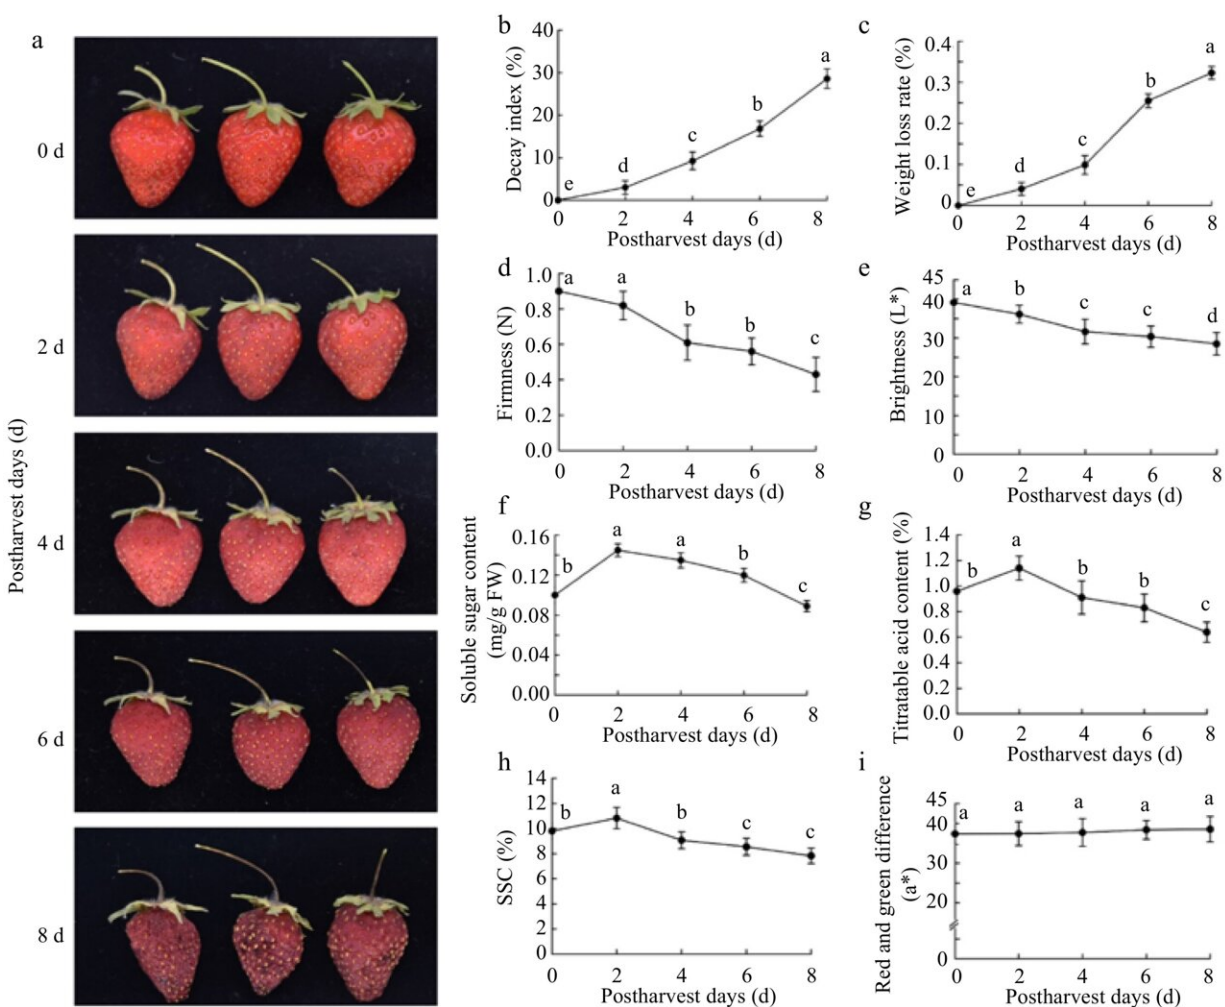 a
Postharvest days (d)
0 d
2 d
4 d
6 d
8 d
b
Decay index (%)
40
30
20
10
0
e
d
c
b
a
0 2 4 6 8
Postharvest days (d)
c
Weight loss rate (%)
0.4
0.3
0.2
0.1
0
e
d
c
b
a
0 2 4 6 8
Postharvest days (d)
d
Firmness (N)
1.0
0.8
0.6
0.4
0.2
0.0
a
a
b
b
c
0 2 4 6 8
Postharvest days (d)
e
Brightness (L*)
45
40
30
20
10
0
a
b
c
c
d
0 2 4 6 8
Postharvest days (d)
f
Soluble sugar content
(mg/g FW)
0.16
0.12
0.08
0.04
0.00
b
a
a
b
c
0 2 4 6 8
Postharvest days (d)
g
Titratable acid content (%)
1.4
1.2
1.0
0.8
0.6
0.4
0.2
0.0
b
a
b
b
c
0 2 4 6 8
Postharvest days (d)
h
SSC (%)
14
12
10
8
6
4
2
0
b
a
b
c
c
0 2 4 6 8
Postharvest days (d)
i
Red and green difference
(a*)
45
40
30
20
0
a
a
a
a
a
0 2 4 6 8
Postharvest days (d)